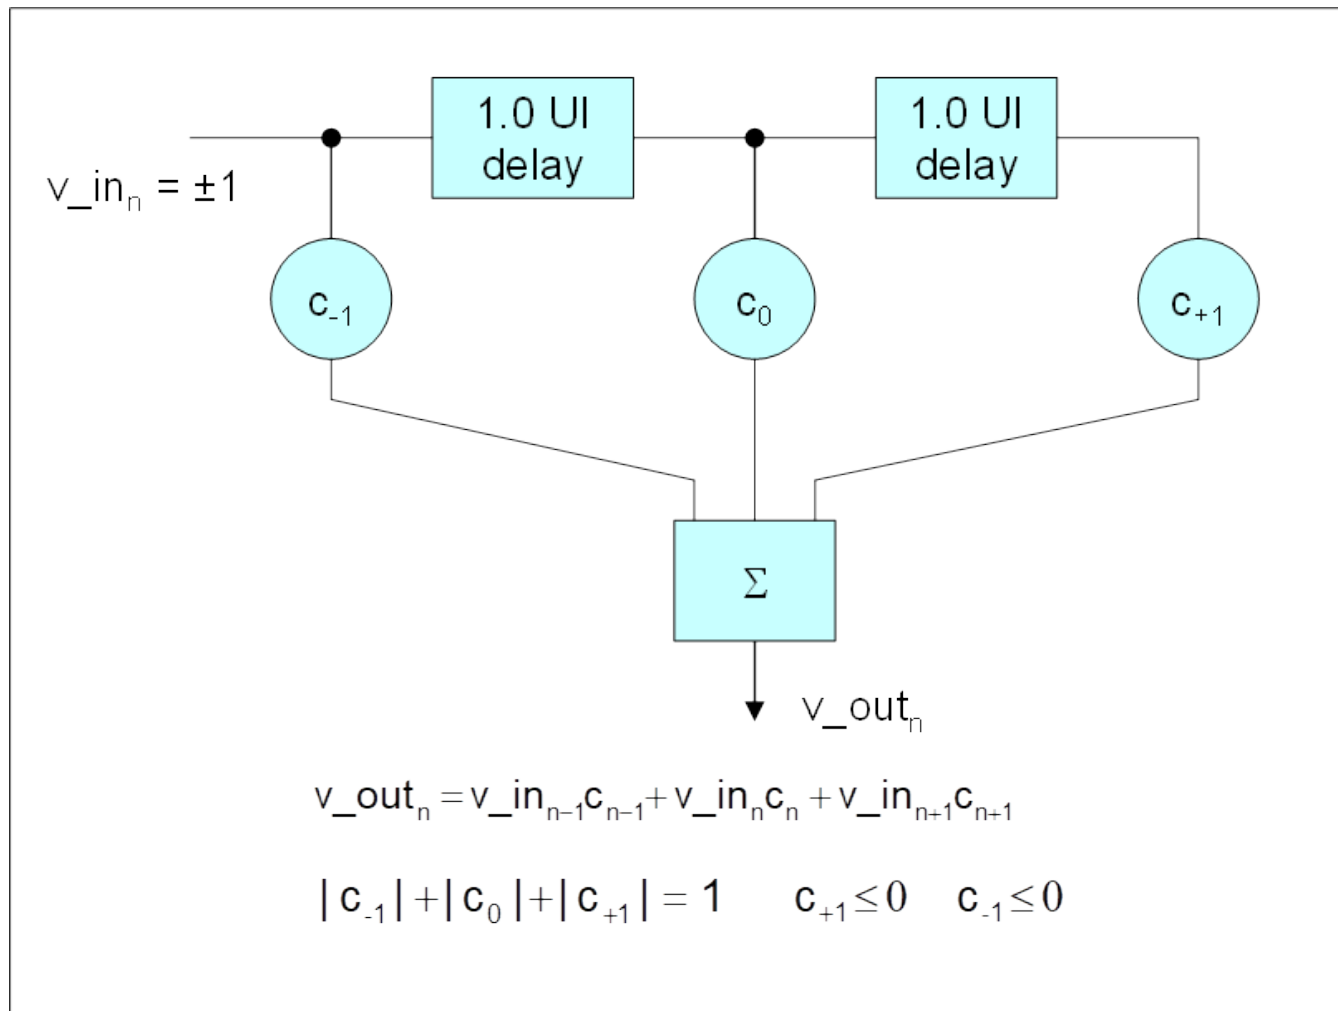 1.0 UI
delay
1.0 UI
delay
v_inₙ = ±1
c₋₁
c₀
c₊₁
Σ
v_outₙ
v_outₙ = v_inₙ₋₁cₙ₋₁ + v_inₙcₙ + v_inₙ₊₁cₙ₊₁
|c₋₁| + |c₀| + |c₊₁| = 1 c₊₁ ≤ 0 c₋₁ ≤ 0